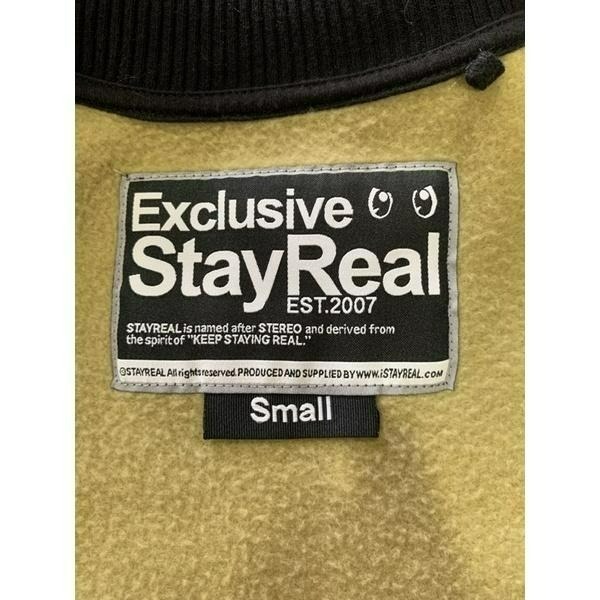 Exclusive
StayReal
EST.2007
STAYREAL is named after STEREO and derived from
the spirit of "KEEP STAYING REAL."
©STAYREAL All rights reserved. PRODUCED AND SUPPLIED BY www.iSTAYREAL.COM
Small